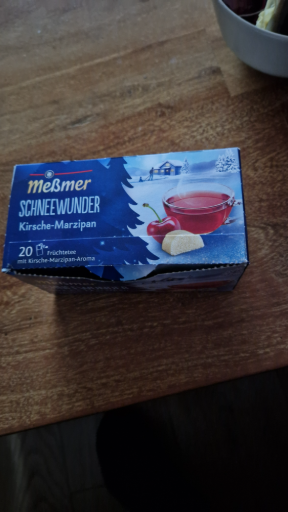 Meßmer
SCHNEEWUNDER
Kirsche-Marzipan
20 Früchtetee
mit Kirsche-Marzipan-Aroma